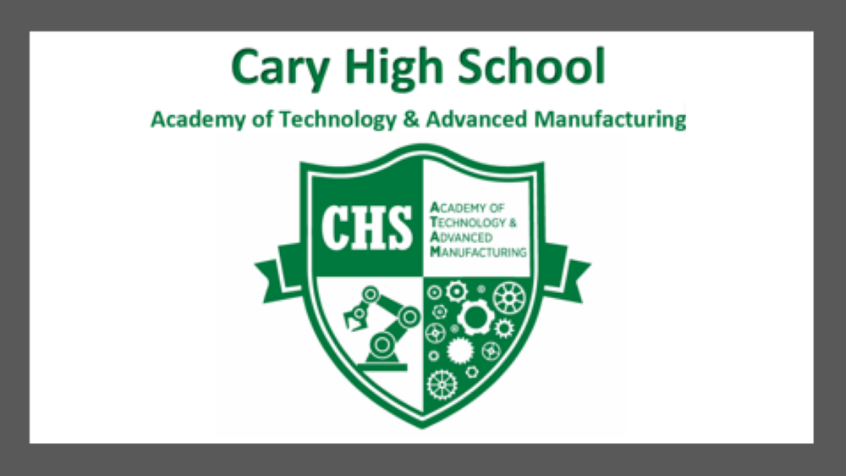 Cary High School
Academy of Technology & Advanced Manufacturing
CHS
ACADEMY OF
TECHNOLOGY &
ADVANCED
MANUFACTURING